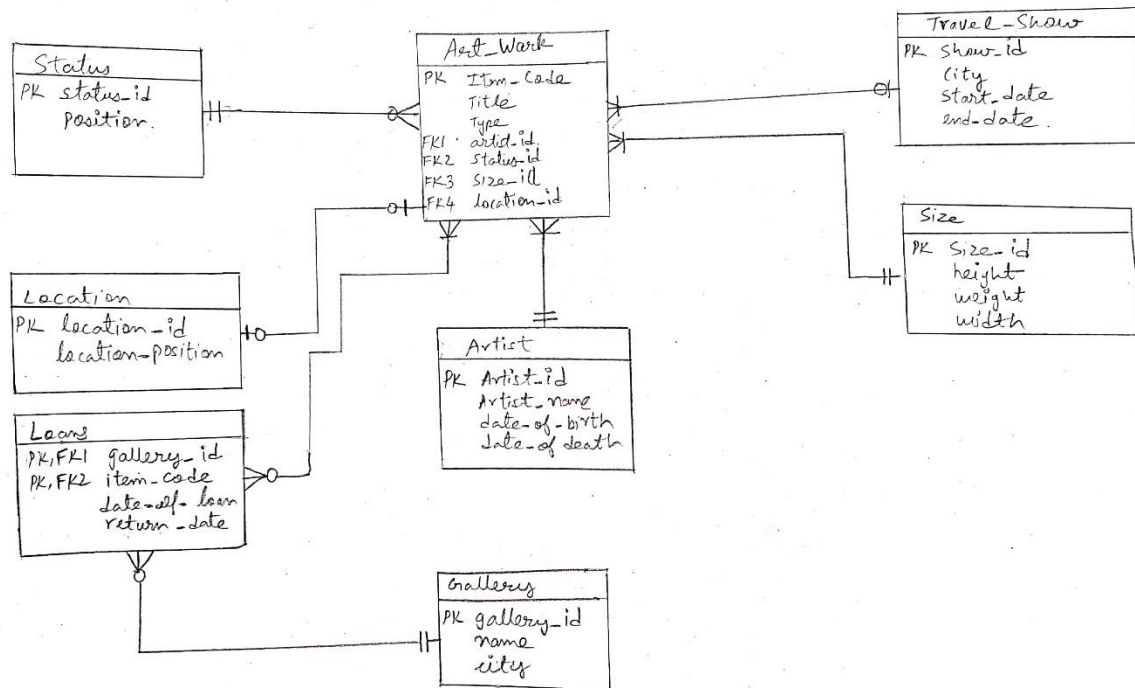 Status
PK status_id
position.
Art_Work
PK Item_Code
Title
Type
FK1 artist_id.
FK2 status_id
FK3 size_id
FK4 location_id
Travel_Show
PK Show_id
City
start_date
end_date.
Size
PK Size_id
height
weight
width
Location
PK location_id
location_position
Artist
PK Artist_id
Artist_name
date_of_birth
date_of death
Loans
PK,FK1 gallery_id
PK,FK2 item_code
date_of_loan
return_date
Gallery
PK gallery_id
name
city